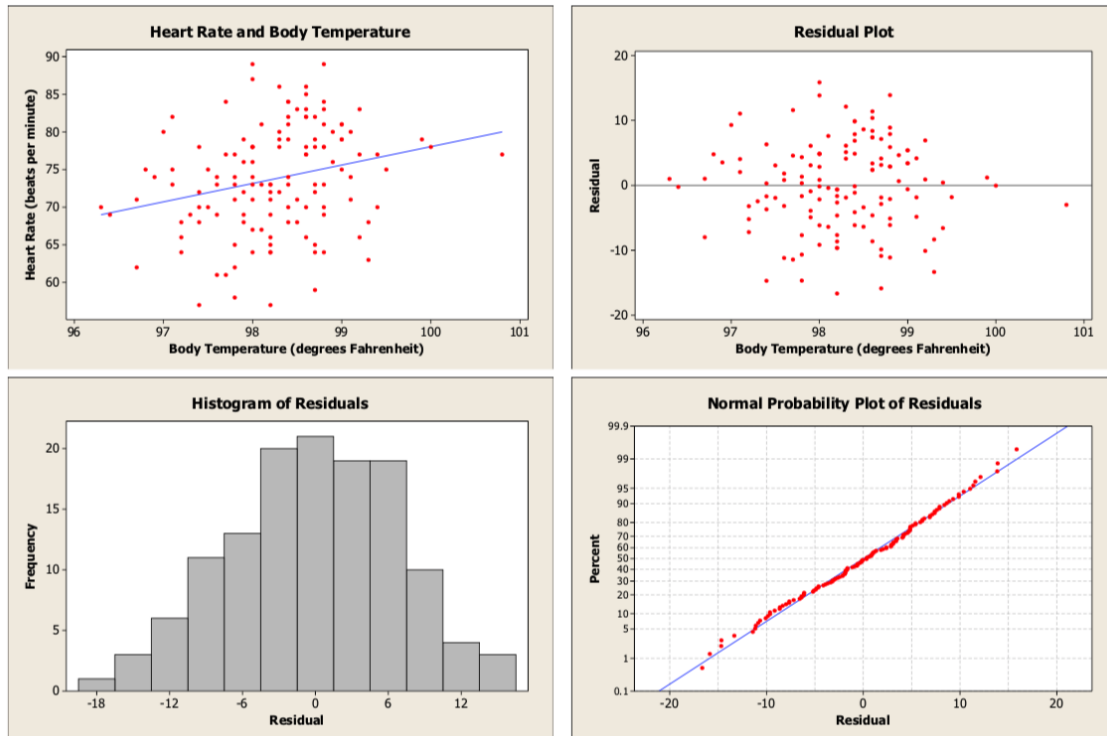 Heart Rate and Body Temperature
90
85
80
75
70
65
60
Heart Rate (beats per minute)
96 97 98 99 100 101
Body Temperature (degrees Fahrenheit)
Residual Plot
20
10
0
-10
-20
Residual
96 97 98 99 100 101
Body Temperature (degrees Fahrenheit)
Histogram of Residuals
20
15
10
5
0
Frequency
-18 -12 -6 0 6 12
Residual
Normal Probability Plot of Residuals
99.9
99
95
90
80
70
60
50
40
30
20
10
5
1
0.1
Percent
-20 -10 0 10 20
Residual